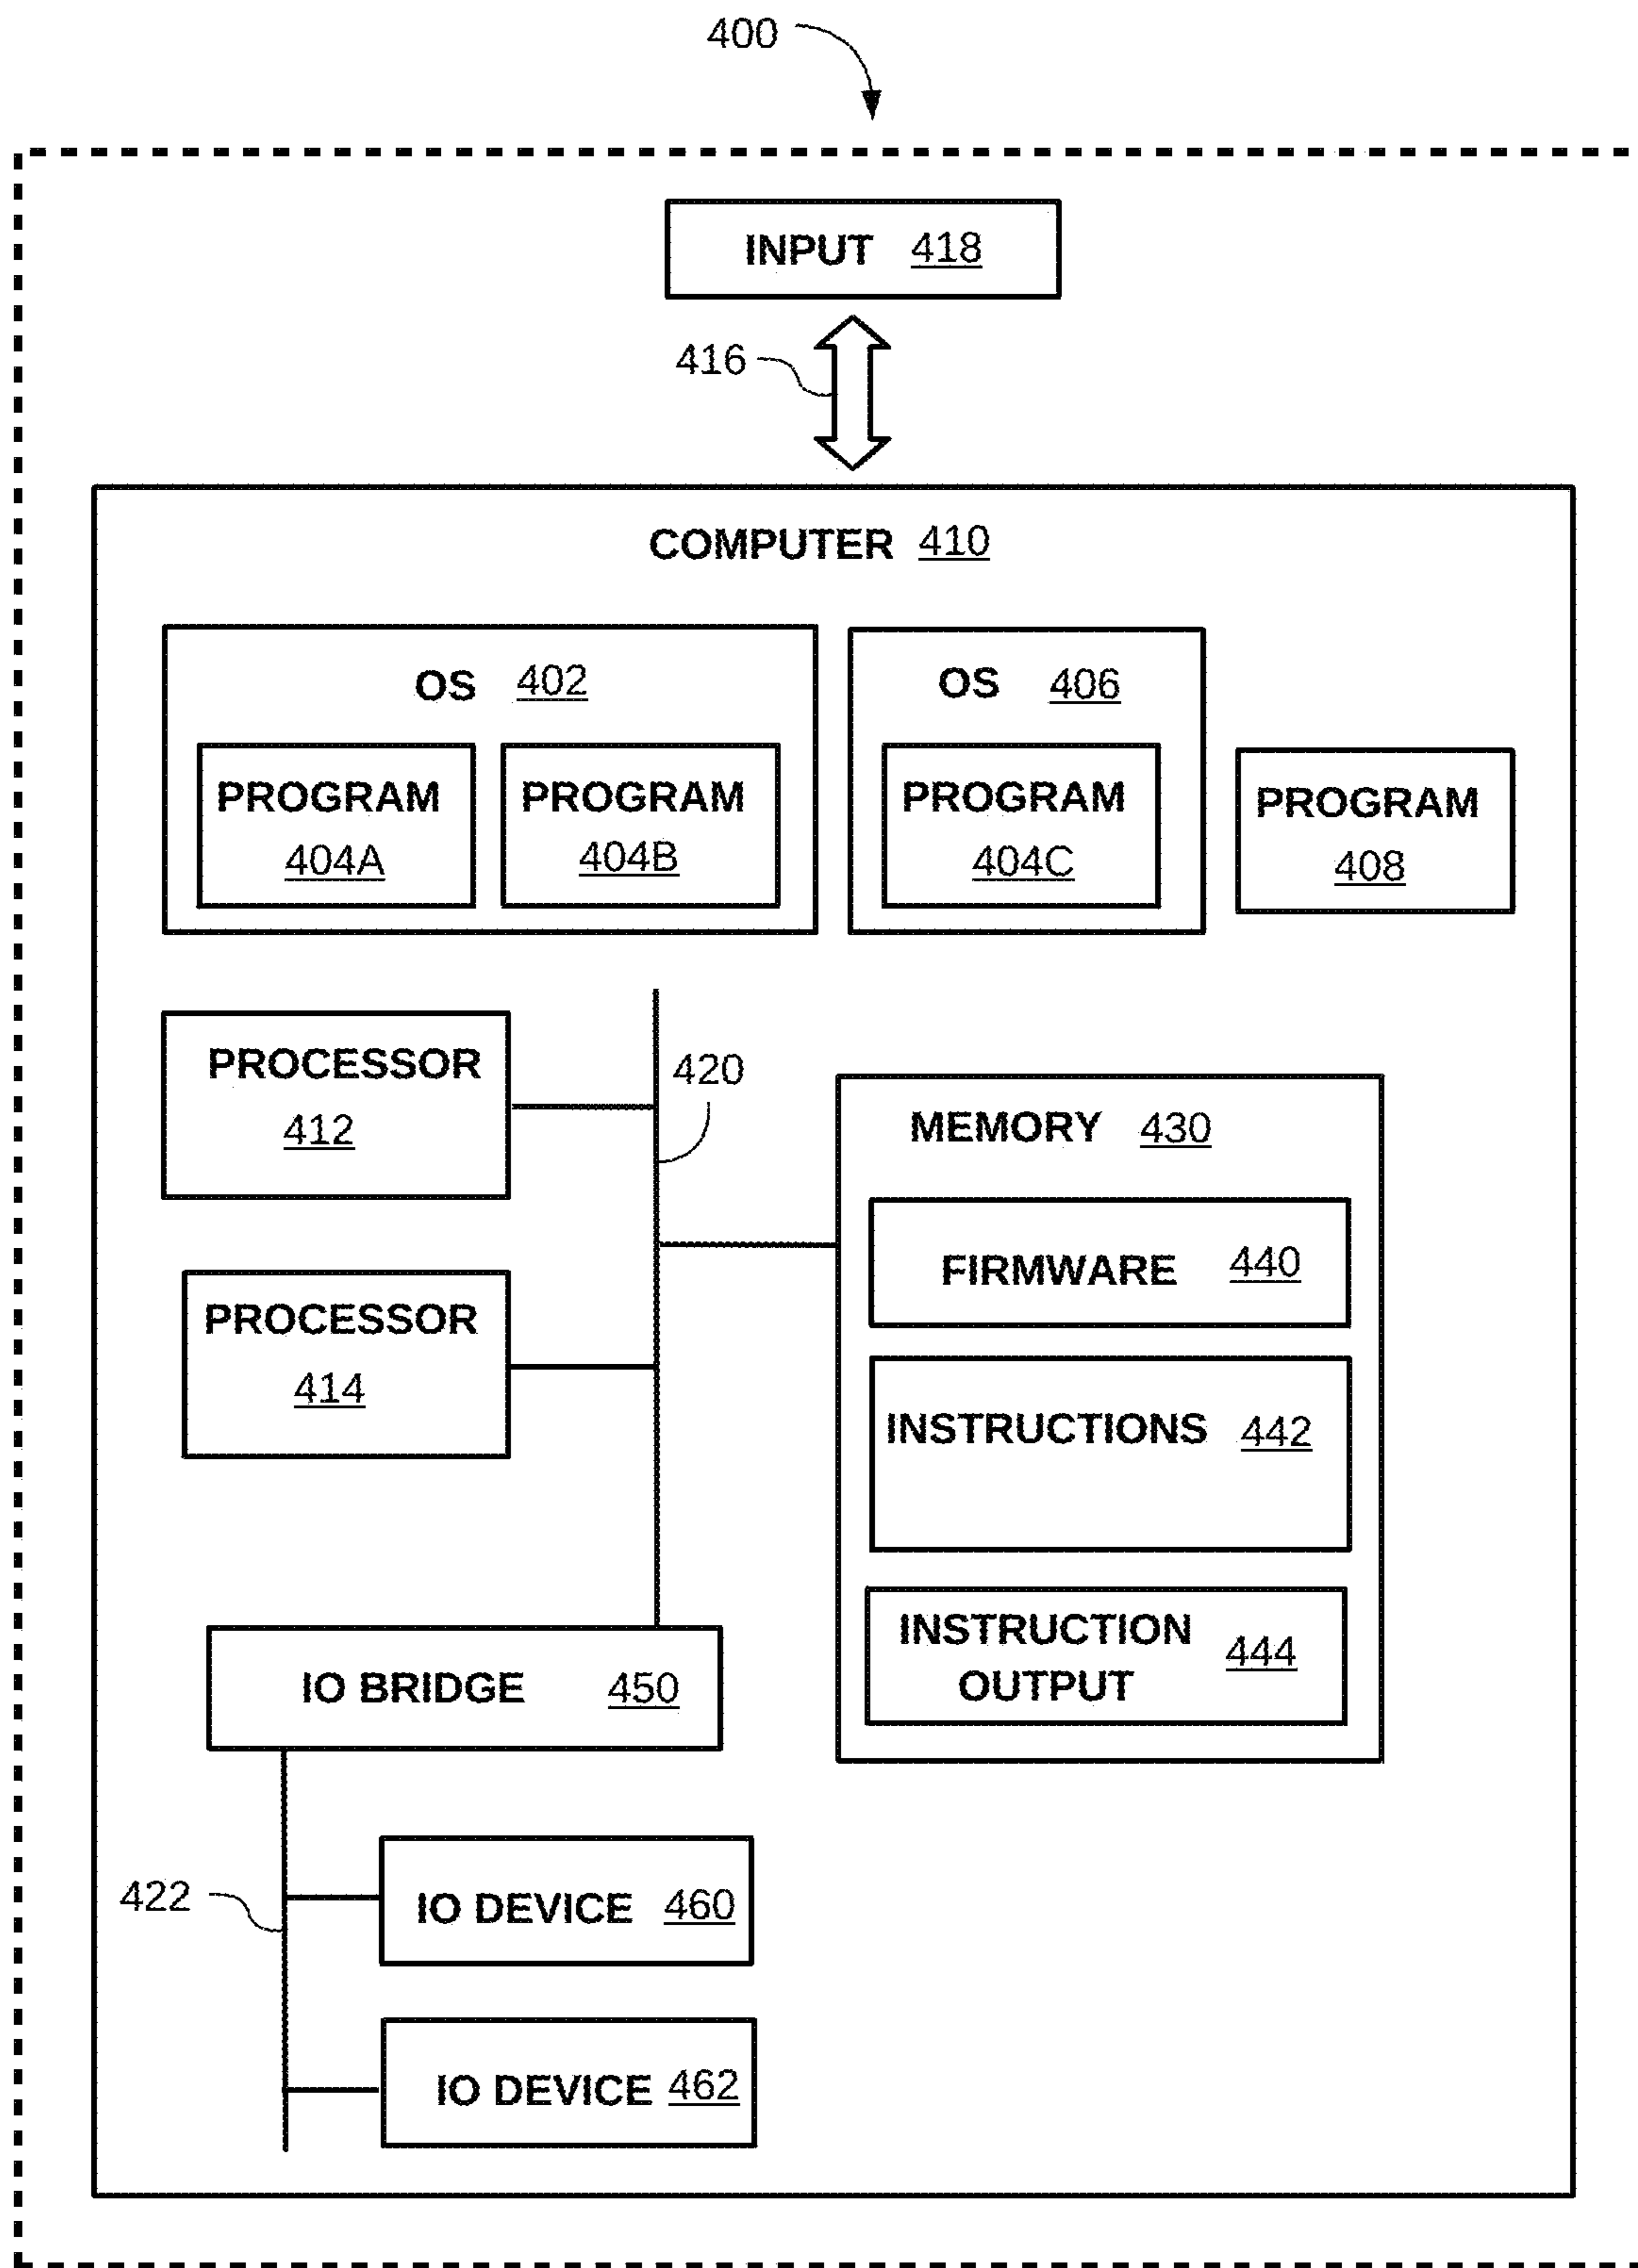 400
INPUT 418
416
COMPUTER 410
OS 402
OS 406
PROGRAM
404A
PROGRAM
404B
PROGRAM
404C
PROGRAM
408
PROCESSOR
412
420
MEMORY 430
FIRMWARE 440
PROCESSOR
414
INSTRUCTIONS 442
INSTRUCTION
OUTPUT
444
IO BRIDGE 450
422
IO DEVICE 460
IO DEVICE 462